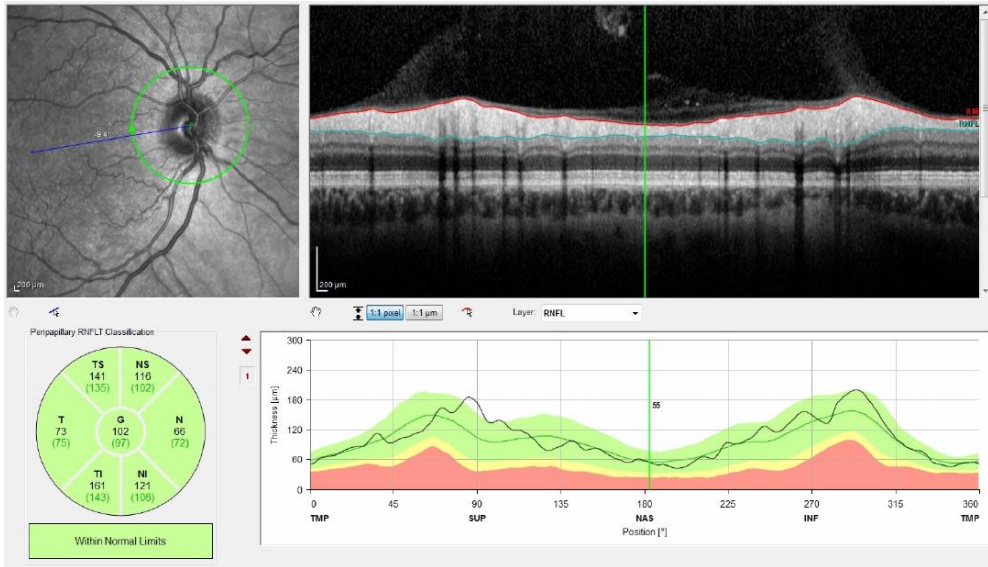 -9.4°
200 µm
ILM
RNFL
200 µm
1:1 pixel 1:1 µm Layer: RNFL
Peripapillary RNFLT Classification
TS
141
(135)
NS
116
(102)
T
73
(75)
G
102
(97)
N
66
(72)
TI
161
(143)
NI
121
(106)
Within Normal Limits
1
Thickness [µm]
300
240
180
120
60
0
55
0 45 90 135 180 225 270 315 360
TMP SUP NAS INF TMP
Position [°]